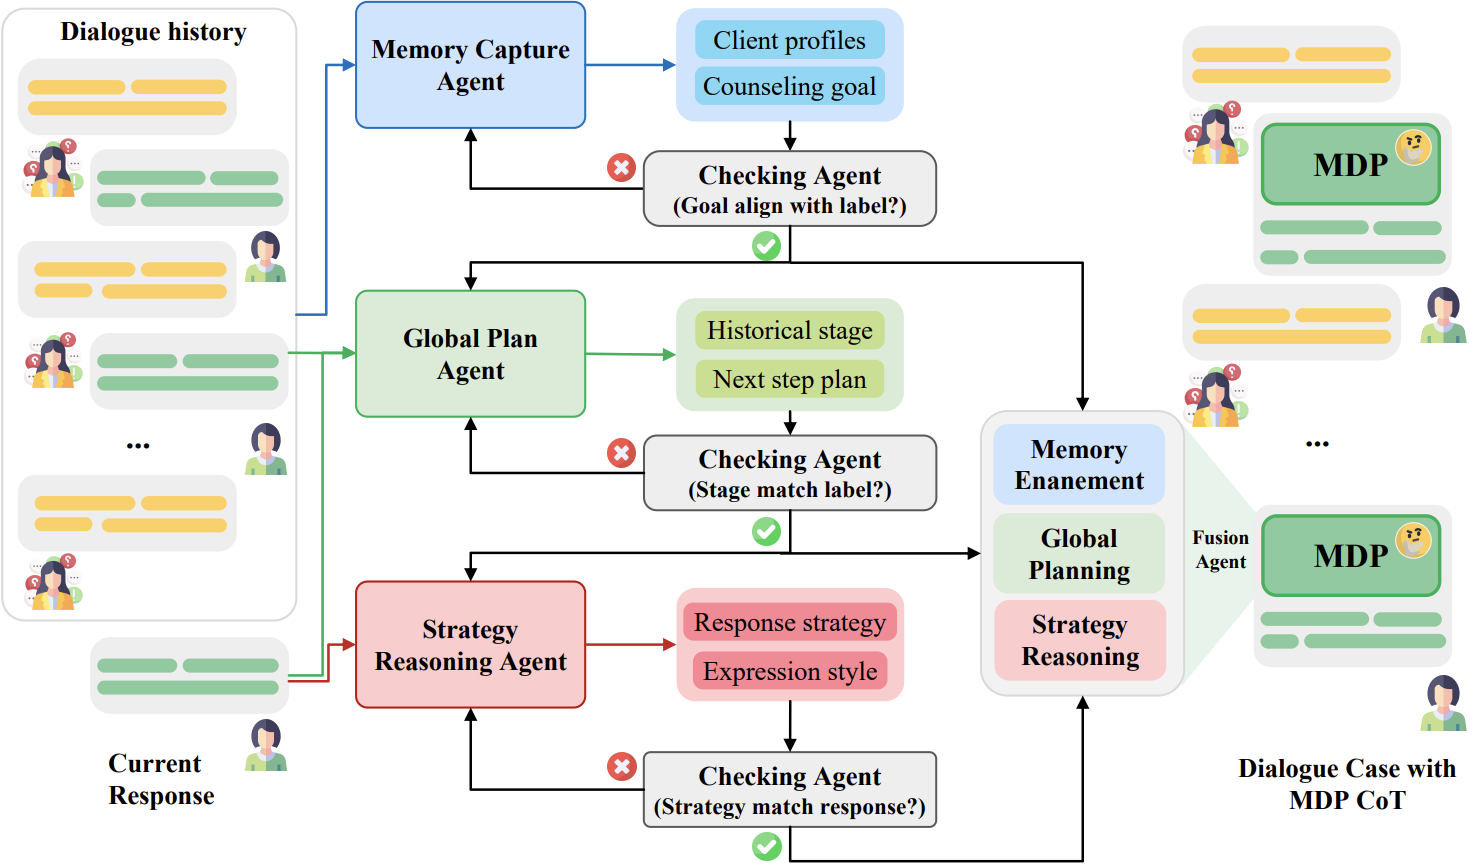 Dialogue history
...
Current
Response
Memory Capture
Agent
Client profiles
Counseling goal
Checking Agent
(Goal align with label?)
Global Plan
Agent
Historical stage
Next step plan
Checking Agent
(Stage match label?)
Strategy
Reasoning Agent
Response strategy
Expression style
Checking Agent
(Strategy match response?)
Memory
Enanement
Global
Planning
Strategy
Reasoning
Fusion
Agent
MDP
...
MDP
Dialogue Case with
MDP CoT